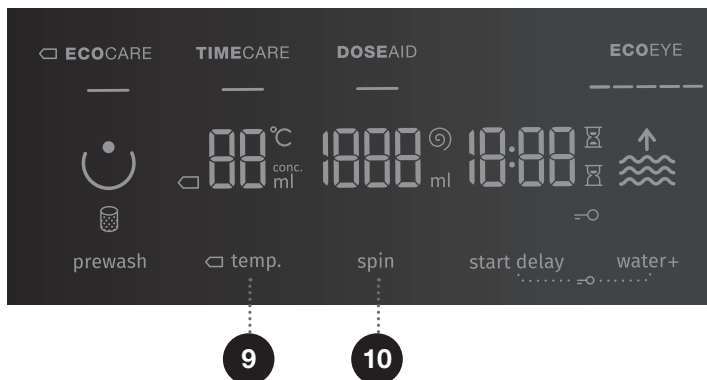 ECOCARE TIMECARE DOSEAID ECOEYE
88 °C 1888 18:88
conc.
ml ml
prewash temp. spin start delay water+
9 10